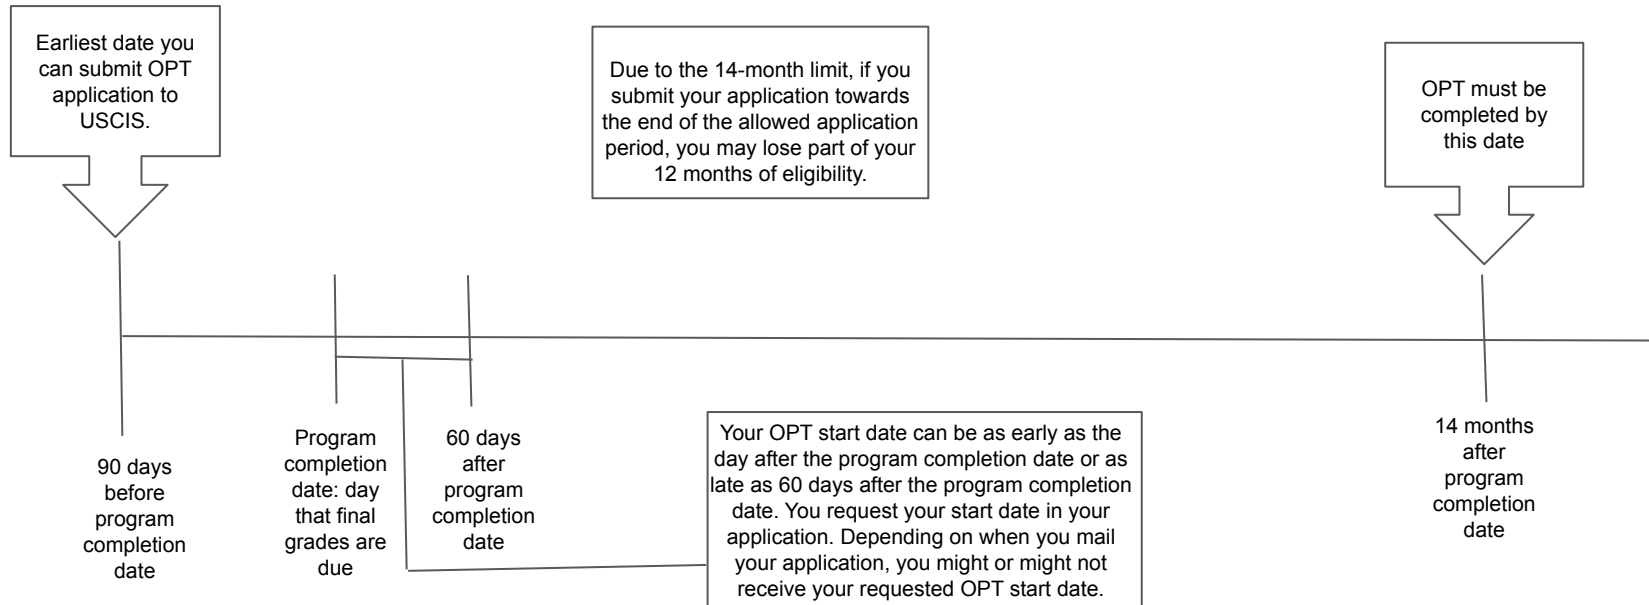 Earliest date you
can submit OPT
application to
USCIS.
Due to the 14-month limit, if you
submit your application towards
the end of the allowed application
period, you may lose part of your
12 months of eligibility.
OPT must be
completed by
this date
90 days
before
program
completion
date
Program
completion
date: day
that final
grades are
due
60 days
after
program
completion
date
Your OPT start date can be as early as the
day after the program completion date or as
late as 60 days after the program completion
date. You request your start date in your
application. Depending on when you mail
your application, you might or might not
receive your requested OPT start date.
14 months
after
program
completion
date